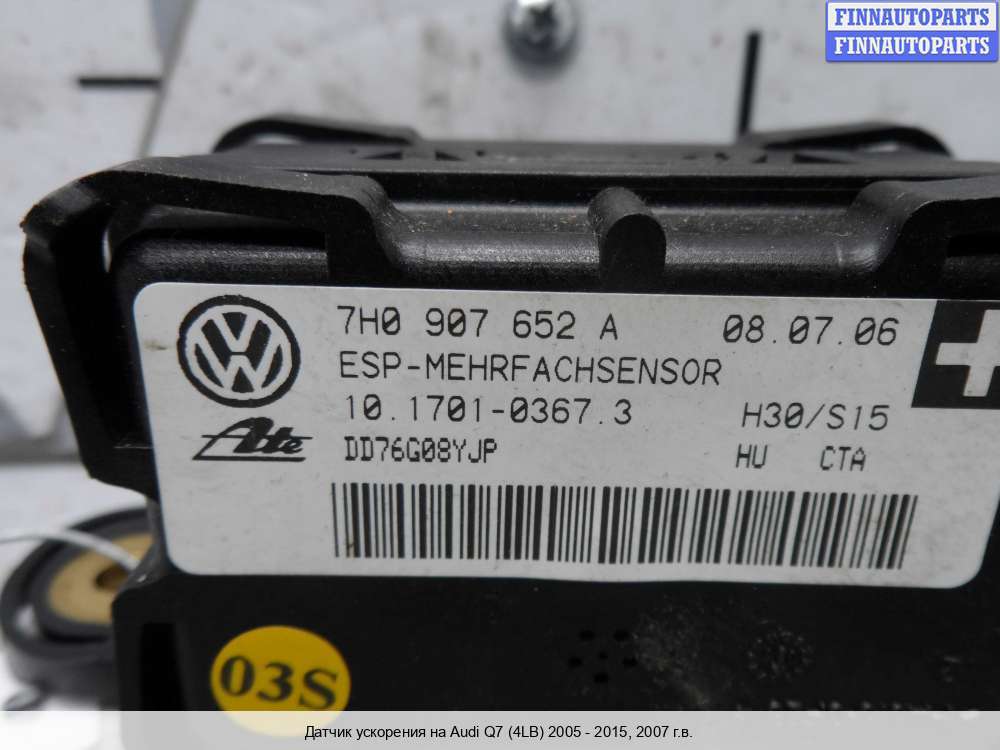 FINNAUTOPARTS
FINNAUTOPARTS
7H0 907 652 A 08.07.06
ESP-MEHRFACHSENSOR
10.1701-0367.3 H30/S15
Ate DD76G08YJP HU CTA
03S
Датчик ускорения на Audi Q7 (4LB) 2005 - 2015, 2007 г.в.